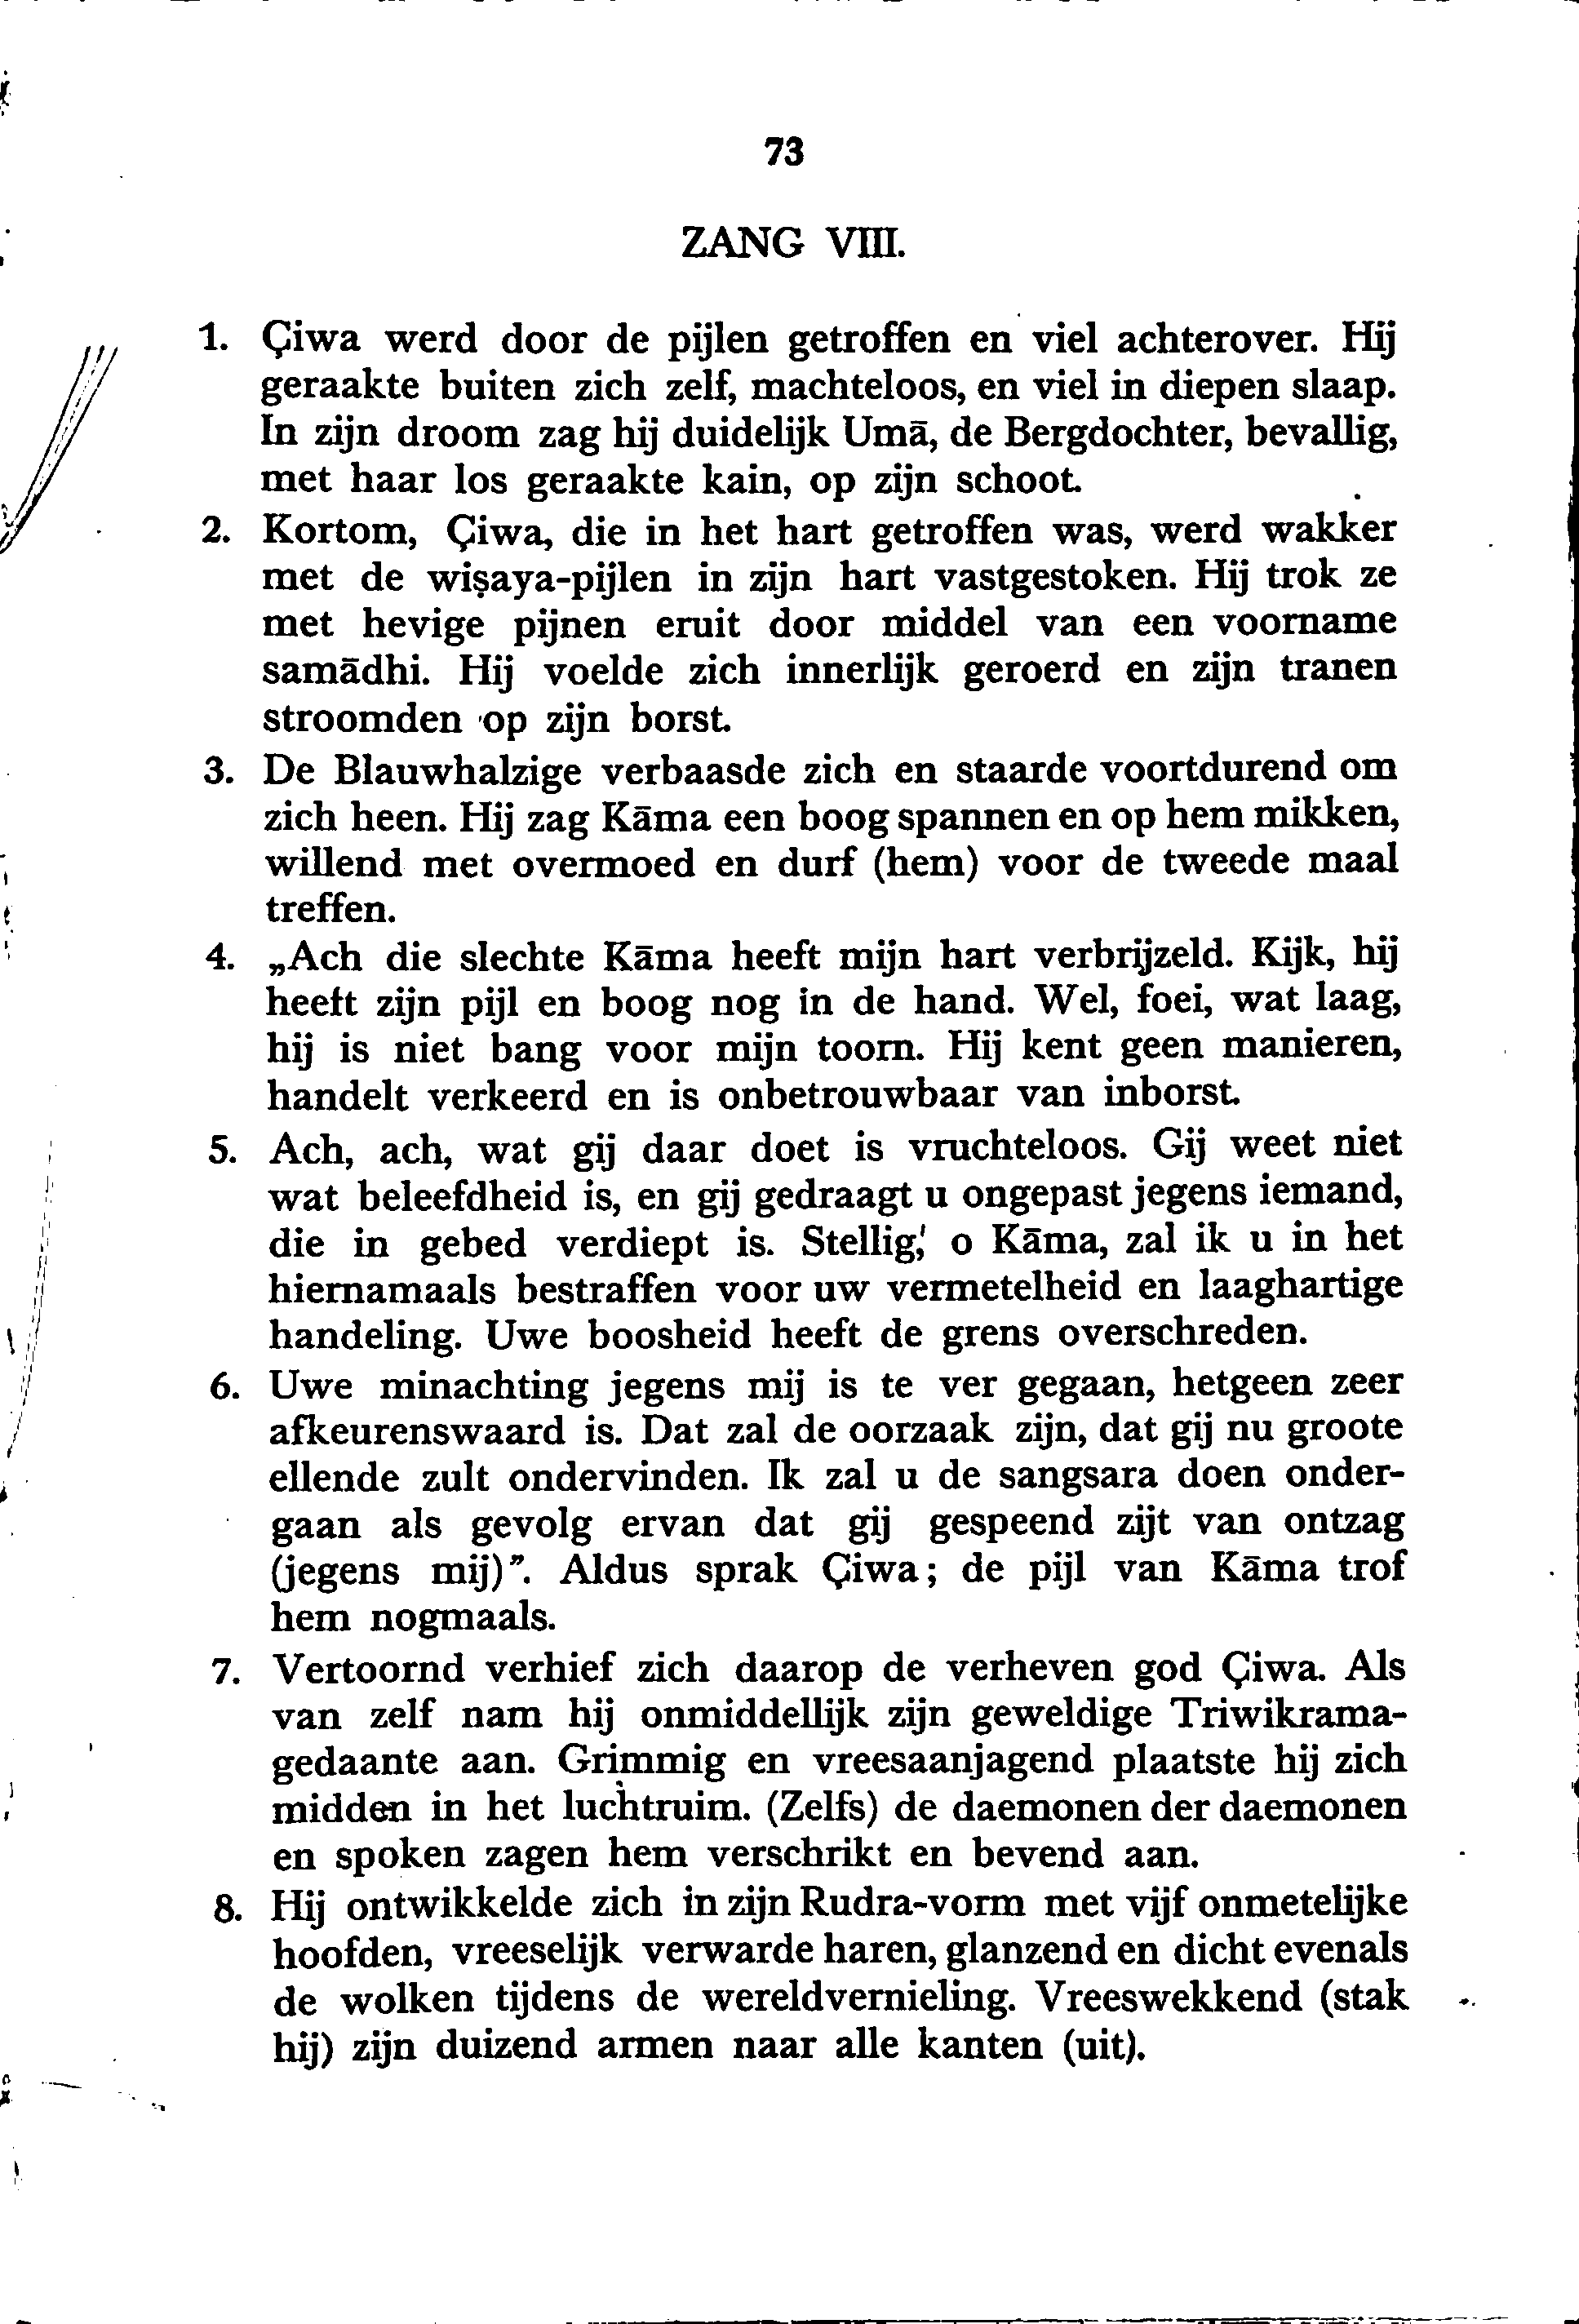 73
ZANG VIII.
1. Çiwa werd door de pijlen getroffen en viel achterover. Hij
geraakte buiten zich zelf, machteloos, en viel in diepen slaap.
In zijn droom zag hij duidelijk Umā, de Bergdochter, bevallig,
met haar los geraakte kain, op zijn schoot.
2. Kortom, Çiwa, die in het hart getroffen was, werd wakker
met de wiṣaya-pijlen in zijn hart vastgestoken. Hij trok ze
met hevige pijnen eruit door middel van een voorname
samādhi. Hij voelde zich innerlijk geroerd en zijn tranen
stroomden op zijn borst.
3. De Blauwhalzige verbaasde zich en staarde voortdurend om
zich heen. Hij zag Kāma een boog spannen en op hem mikken,
willend met overmoed en durf (hem) voor de tweede maal
treffen.
4. „Ach die slechte Kāma heeft mijn hart verbrijzeld. Kijk, hij
heeft zijn pijl en boog nog in de hand. Wel, foei, wat laag,
hij is niet bang voor mijn toorn. Hij kent geen manieren,
handelt verkeerd en is onbetrouwbaar van inborst.
5. Ach, ach, wat gij daar doet is vruchteloos. Gij weet niet
wat beleefdheid is, en gij gedraagt u ongepast jegens iemand,
die in gebed verdiept is. Stellig, o Kāma, zal ik u in het
hiernamaals bestraffen voor uw vermetelheid en laaghartige
handeling. Uwe boosheid heeft de grens overschreden.
6. Uwe minachting jegens mij is te ver gegaan, hetgeen zeer
afkeurenswaard is. Dat zal de oorzaak zijn, dat gij nu groote
ellende zult ondervinden. Ik zal u de sangsara doen onder-
gaan als gevolg ervan dat gij gespeend zijt van ontzag
(jegens mij)”. Aldus sprak Çiwa; de pijl van Kāma trof
hem nogmaals.
7. Vertoornd verhief zich daarop de verheven god Çiwa. Als
van zelf nam hij onmiddellijk zijn geweldige Triwikrama-
gedaante aan. Grimmig en vreesaanjagend plaatste hij zich
midden in het luchtruim. (Zelfs) de daemonen der daemonen
en spoken zagen hem verschrikt en bevend aan.
8. Hij ontwikkelde zich in zijn Rudra-vorm met vijf onmetelijke
hoofden, vreeselijk verwarde haren, glanzend en dicht evenals
de wolken tijdens de wereldvernieling. Vreeswekkend (stak
hij) zijn duizend armen naar alle kanten (uit).